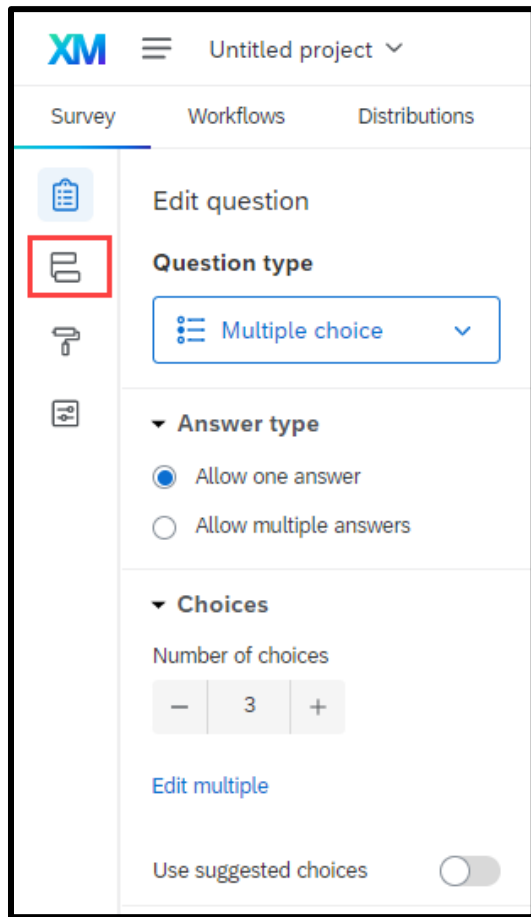 XM Untitled project
Survey Workflows Distributions
Edit question
Question type
Multiple choice
Answer type
Allow one answer
Allow multiple answers
Choices
Number of choices
− 3 +
Edit multiple
Use suggested choices